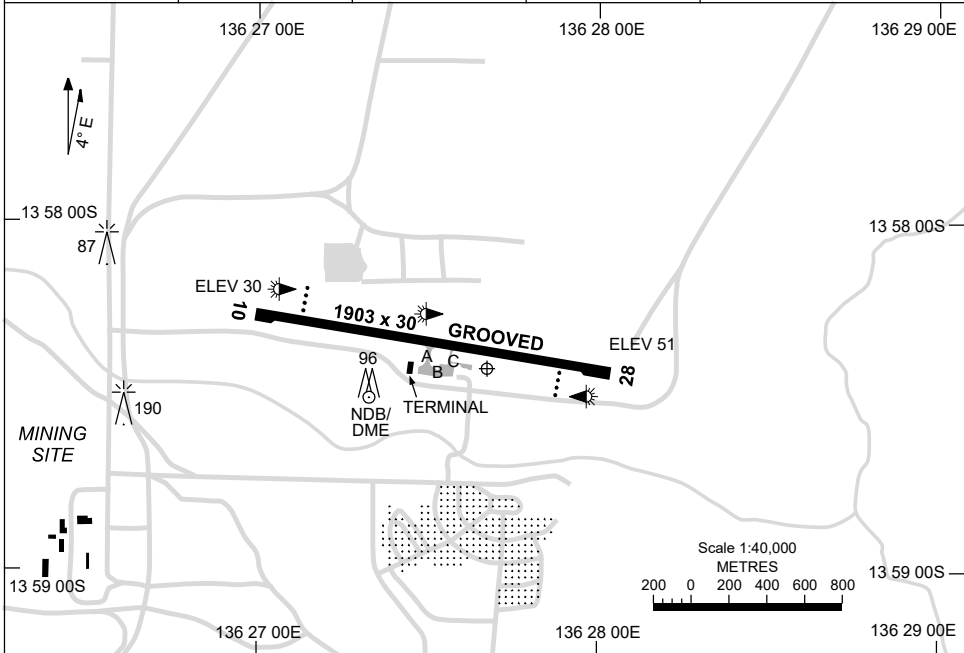 136 27 00E
136 28 00E
136 29 00E
4° E
13 58 00S
13 58 00S
87
ELEV 30
10
1903 x 30
GROOVED
ELEV 51
28
A
B
C
96
NDB/
DME
TERMINAL
190
MINING
SITE
Scale 1:40,000
METRES
200 0 200 400 600 800
13 59 00S
13 59 00S
136 27 00E
136 28 00E
136 29 00E